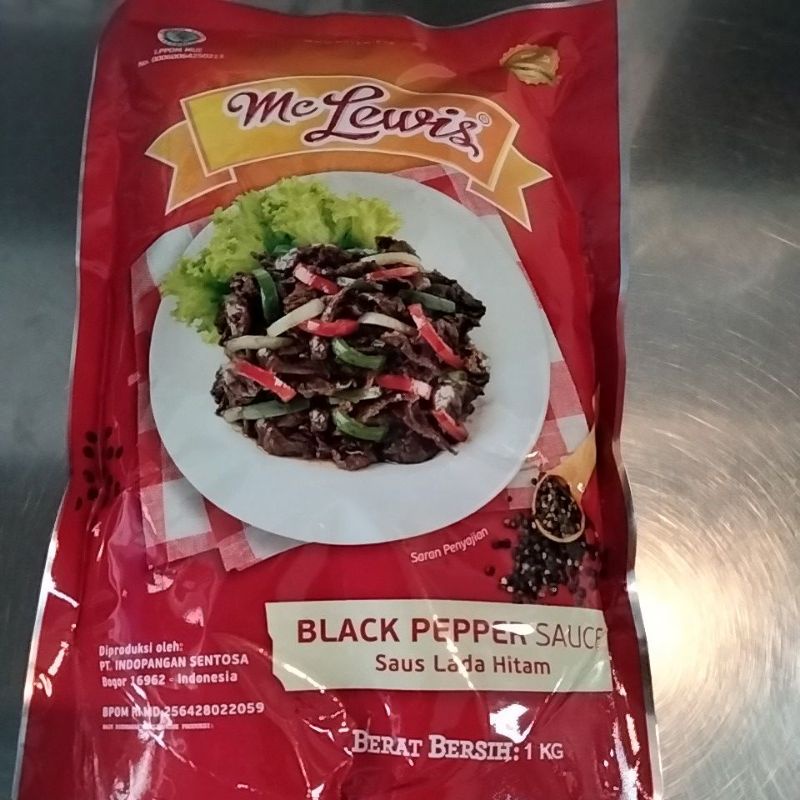 LPPOM MUI
Mc Lewis®
Saran Penyajian
BLACK PEPPER SAUCE
Saus Lada Hitam
Diproduksi oleh:
PT. INDOPANGAN SENTOSA
Bogor 16962 - Indonesia
BPOM RI MD 256428022059
BERAT BERSIH: 1 KG